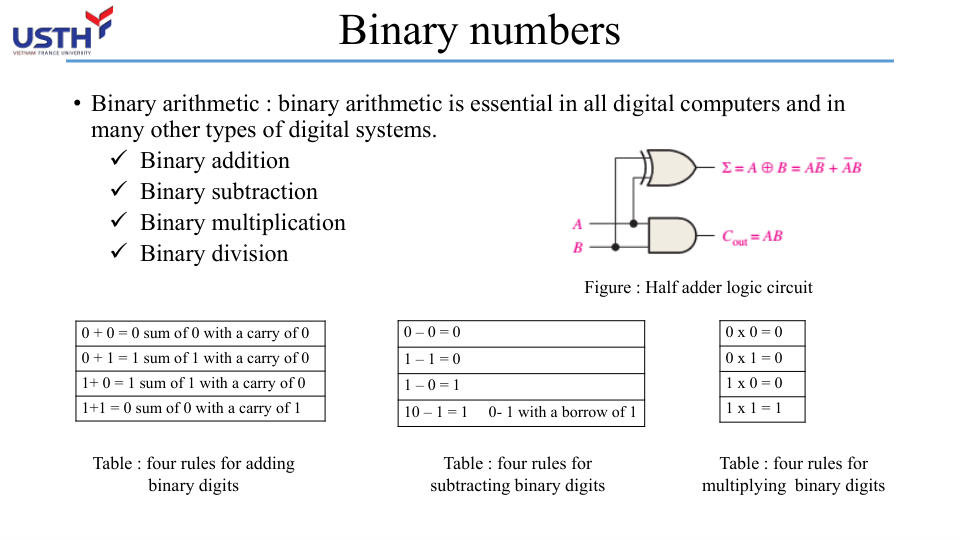 USTH
VIETNAM FRANCE UNIVERSITY
Binary numbers
• Binary arithmetic : binary arithmetic is essential in all digital computers and in
many other types of digital systems.
✓ Binary addition
✓ Binary subtraction
✓ Binary multiplication
✓ Binary division
Σ = A ⊕ B = AB̅ + A̅B
A
B
Cout = AB
Figure : Half adder logic circuit
0 + 0 = 0 sum of 0 with a carry of 0
0 + 1 = 1 sum of 1 with a carry of 0
1+ 0 = 1 sum of 1 with a carry of 0
1+1 = 0 sum of 0 with a carry of 1
Table : four rules for adding
binary digits
0 – 0 = 0
1 – 1 = 0
1 – 0 = 1
10 – 1 = 1 0- 1 with a borrow of 1
Table : four rules for
subtracting binary digits
0 x 0 = 0
0 x 1 = 0
1 x 0 = 0
1 x 1 = 1
Table : four rules for
multiplying binary digits